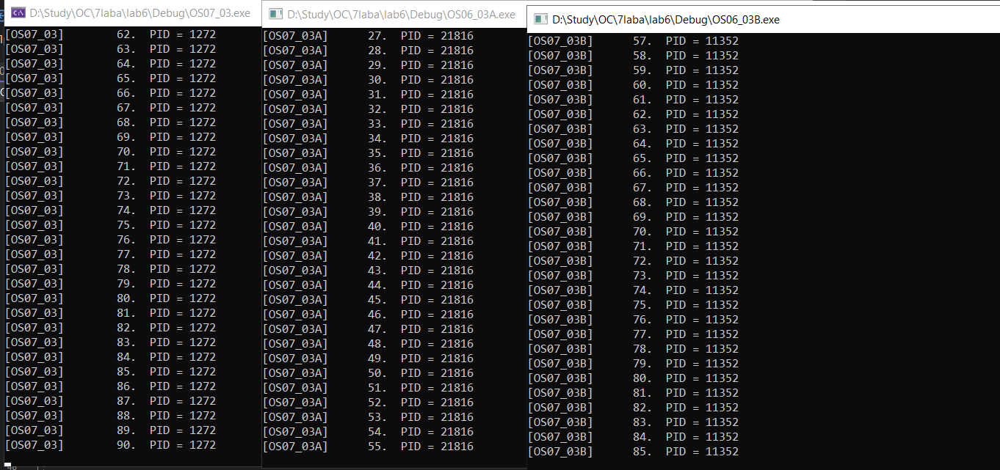 D:\Study\OC\7laba\lab6\Debug\OS07_03.exe
[OS07_03] 62. PID = 1272
[OS07_03] 63. PID = 1272
[OS07_03] 64. PID = 1272
[OS07_03] 65. PID = 1272
[OS07_03] 66. PID = 1272
[OS07_03] 67. PID = 1272
[OS07_03] 68. PID = 1272
[OS07_03] 69. PID = 1272
[OS07_03] 70. PID = 1272
[OS07_03] 71. PID = 1272
[OS07_03] 72. PID = 1272
[OS07_03] 73. PID = 1272
[OS07_03] 74. PID = 1272
[OS07_03] 75. PID = 1272
[OS07_03] 76. PID = 1272
[OS07_03] 77. PID = 1272
[OS07_03] 78. PID = 1272
[OS07_03] 79. PID = 1272
[OS07_03] 80. PID = 1272
[OS07_03] 81. PID = 1272
[OS07_03] 82. PID = 1272
[OS07_03] 83. PID = 1272
[OS07_03] 84. PID = 1272
[OS07_03] 85. PID = 1272
[OS07_03] 86. PID = 1272
[OS07_03] 87. PID = 1272
[OS07_03] 88. PID = 1272
[OS07_03] 89. PID = 1272
[OS07_03] 90. PID = 1272
D:\Study\OC\7laba\lab6\Debug\OS06_03A.exe
[OS07_03A] 27. PID = 21816
[OS07_03A] 28. PID = 21816
[OS07_03A] 29. PID = 21816
[OS07_03A] 30. PID = 21816
[OS07_03A] 31. PID = 21816
[OS07_03A] 32. PID = 21816
[OS07_03A] 33. PID = 21816
[OS07_03A] 34. PID = 21816
[OS07_03A] 35. PID = 21816
[OS07_03A] 36. PID = 21816
[OS07_03A] 37. PID = 21816
[OS07_03A] 38. PID = 21816
[OS07_03A] 39. PID = 21816
[OS07_03A] 40. PID = 21816
[OS07_03A] 41. PID = 21816
[OS07_03A] 42. PID = 21816
[OS07_03A] 43. PID = 21816
[OS07_03A] 44. PID = 21816
[OS07_03A] 45. PID = 21816
[OS07_03A] 46. PID = 21816
[OS07_03A] 47. PID = 21816
[OS07_03A] 48. PID = 21816
[OS07_03A] 49. PID = 21816
[OS07_03A] 50. PID = 21816
[OS07_03A] 51. PID = 21816
[OS07_03A] 52. PID = 21816
[OS07_03A] 53. PID = 21816
[OS07_03A] 54. PID = 21816
[OS07_03A] 55. PID = 21816
D:\Study\OC\7laba\lab6\Debug\OS06_03B.exe
[OS07_03B] 57. PID = 11352
[OS07_03B] 58. PID = 11352
[OS07_03B] 59. PID = 11352
[OS07_03B] 60. PID = 11352
[OS07_03B] 61. PID = 11352
[OS07_03B] 62. PID = 11352
[OS07_03B] 63. PID = 11352
[OS07_03B] 64. PID = 11352
[OS07_03B] 65. PID = 11352
[OS07_03B] 66. PID = 11352
[OS07_03B] 67. PID = 11352
[OS07_03B] 68. PID = 11352
[OS07_03B] 69. PID = 11352
[OS07_03B] 70. PID = 11352
[OS07_03B] 71. PID = 11352
[OS07_03B] 72. PID = 11352
[OS07_03B] 73. PID = 11352
[OS07_03B] 74. PID = 11352
[OS07_03B] 75. PID = 11352
[OS07_03B] 76. PID = 11352
[OS07_03B] 77. PID = 11352
[OS07_03B] 78. PID = 11352
[OS07_03B] 79. PID = 11352
[OS07_03B] 80. PID = 11352
[OS07_03B] 81. PID = 11352
[OS07_03B] 82. PID = 11352
[OS07_03B] 83. PID = 11352
[OS07_03B] 84. PID = 11352
[OS07_03B] 85. PID = 11352